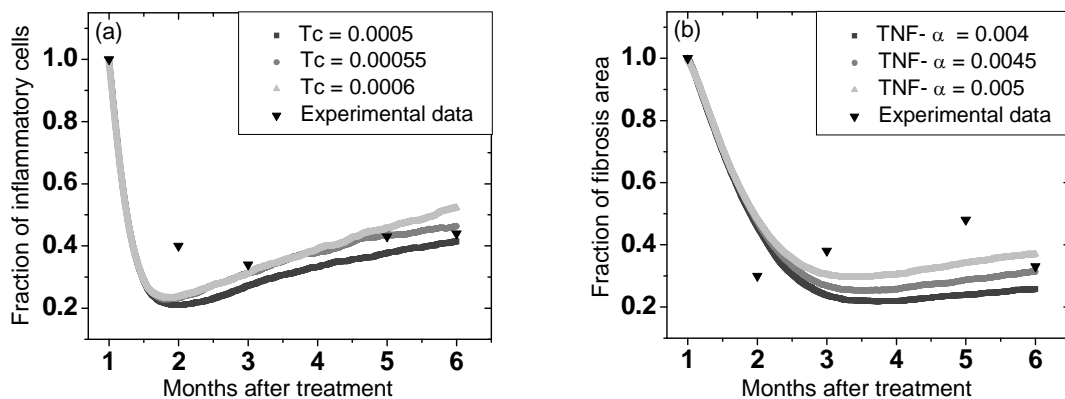 (a)
Tc = 0.0005
Tc = 0.00055
Tc = 0.0006
Experimental data
Fraction of inflammatory cells
1.0
0.8
0.6
0.4
0.2
1 2 3 4 5 6
Months after treatment
(b)
TNF- α = 0.004
TNF- α = 0.0045
TNF- α = 0.005
Experimental data
Fraction of fibrosis area
1.0
0.8
0.6
0.4
0.2
1 2 3 4 5 6
Months after treatment